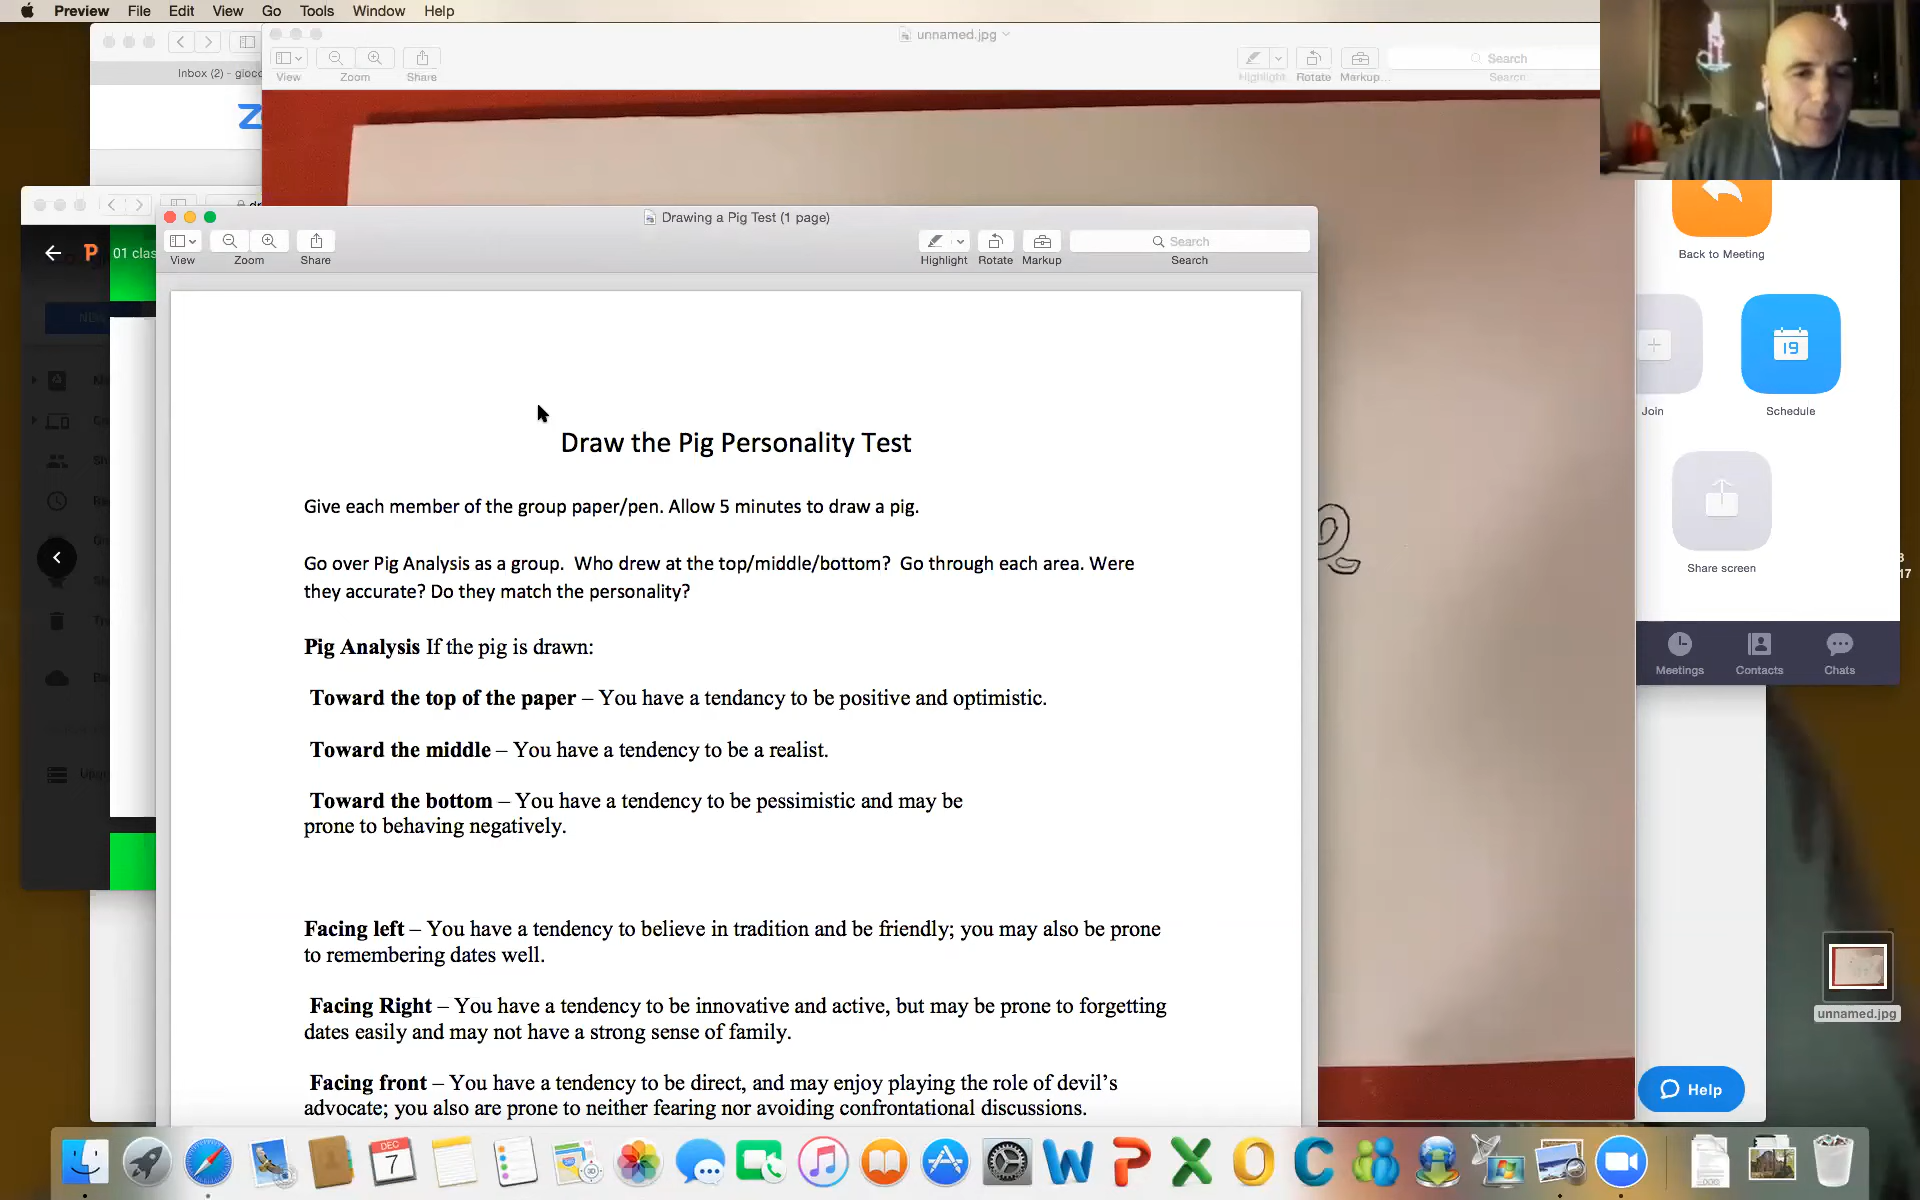 Preview File Edit View Go Tools Window Help
unnamed.jpg
View Zoom Share Highlight Rotate Markup... Search
Search
Inbox (2) - gioc
Drawing a Pig Test (1 page)
View Zoom Share Highlight Rotate Markup Search
Search
01 clas
Draw the Pig Personality Test
Give each member of the group paper/pen. Allow 5 minutes to draw a pig.
Go over Pig Analysis as a group.  Who drew at the top/middle/bottom?  Go through each area. Were
they accurate? Do they match the personality?
Pig Analysis If the pig is drawn:
Toward the top of the paper – You have a tendancy to be positive and optimistic.
Toward the middle – You have a tendency to be a realist.
Toward the bottom – You have a tendency to be pessimistic and may be
prone to behaving negatively.
Facing left – You have a tendency to believe in tradition and be friendly; you may also be prone
to remembering dates well.
Facing Right – You have a tendency to be innovative and active, but may be prone to forgetting
dates easily and may not have a strong sense of family.
Facing front – You have a tendency to be direct, and may enjoy playing the role of devil's
advocate; you also are prone to neither fearing nor avoiding confrontational discussions.
Back to Meeting
19
Join
Schedule
Share screen
Meetings Contacts Chats
17
unnamed.jpg
Help
DEC
7